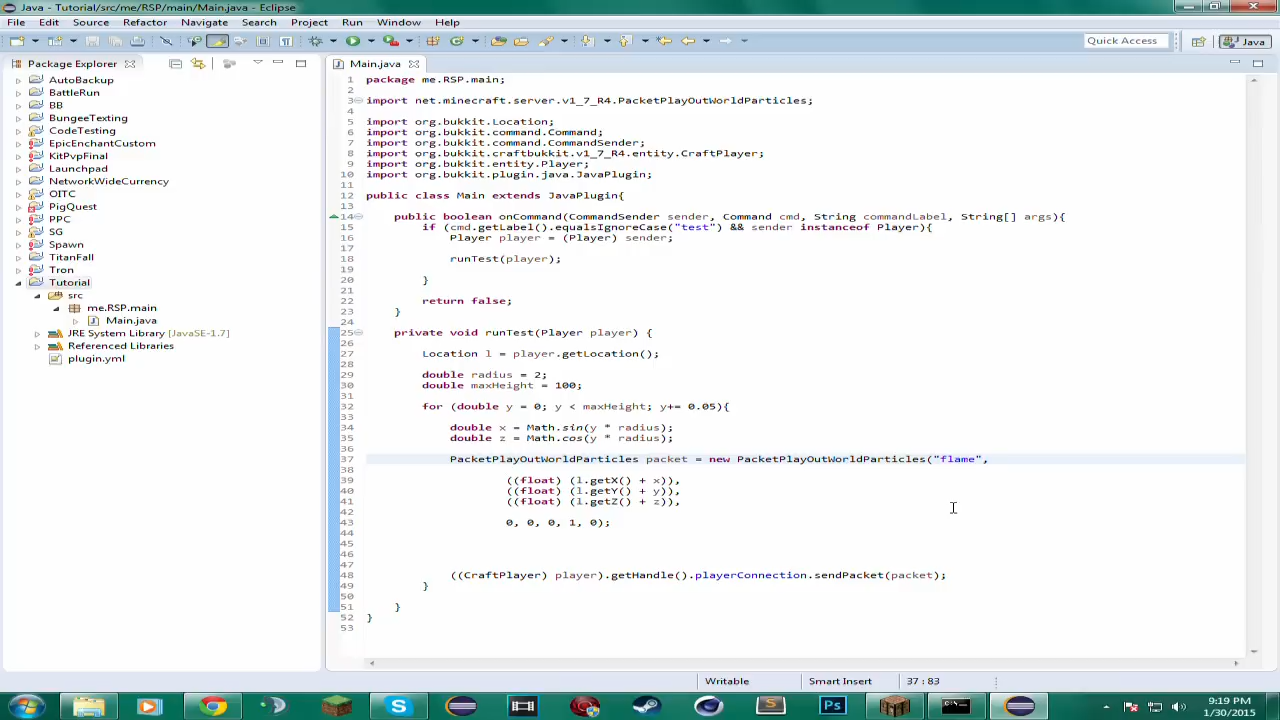 Java - Tutorial/src/me/RSP/main/Main.java - Eclipse
File Edit Source Refactor Navigate Search Project Run Window Help
Quick Access
Java
Package Explorer
AutoBackup
BattleRun
BB
BungeeTexting
CodeTesting
EpicEnchantCustom
KitPvpFinal
Launchpad
NetworkWideCurrency
OITC
PigQuest
PPC
SG
Spawn
TitanFall
Tron
Tutorial
src
me.RSP.main
Main.java
JRE System Library [JavaSE-1.7]
Referenced Libraries
plugin.yml
Main.java
1 package me.RSP.main;
2
3 import net.minecraft.server.v1_7_R4.PacketPlayOutWorldParticles;
4
5 import org.bukkit.Location;
6 import org.bukkit.command.Command;
7 import org.bukkit.command.CommandSender;
8 import org.bukkit.craftbukkit.v1_7_R4.entity.CraftPlayer;
9 import org.bukkit.entity.Player;
10 import org.bukkit.plugin.java.JavaPlugin;
11
12 public class Main extends JavaPlugin{
13
14 public boolean onCommand(CommandSender sender, Command cmd, String commandLabel, String[] args){
15 if (cmd.getLabel().equalsIgnoreCase("test") && sender instanceof Player){
16 Player player = (Player) sender;
17
18 runTest(player);
19
20 }
21
22 return false;
23 }
24
25 private void runTest(Player player) {
26
27 Location l = player.getLocation();
28
29 double radius = 2;
30 double maxHeight = 100;
31
32 for (double y = 0; y < maxHeight; y+= 0.05){
33
34 double x = Math.sin(y * radius);
35 double z = Math.cos(y * radius);
36
37 PacketPlayOutWorldParticles packet = new PacketPlayOutWorldParticles("flame",
38
39 ((float) (l.getX() + x)),
40 ((float) (l.getY() + y)),
41 ((float) (l.getZ() + z)),
42
43 0, 0, 0, 1, 0);
44
45
46
47
48 ((CraftPlayer) player).getHandle().playerConnection.sendPacket(packet);
49 }
50
51 }
52 }
53
Writable Smart Insert 37 : 83
Ps
9:19 PM
1/30/2015